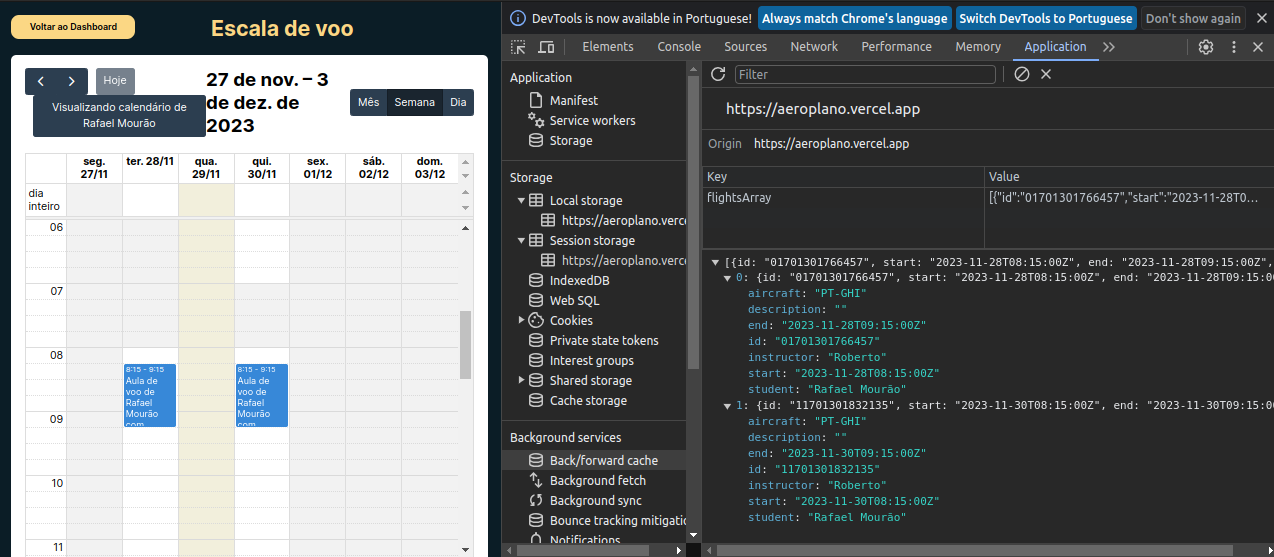 Voltar ao Dashboard
Escala de voo
Hoje
27 de nov. – 3 de dez. de 2023
Mês Semana Dia
Visualizando calendário de Rafael Mourão
seg. 27/11
ter. 28/11
qua. 29/11
qui. 30/11
sex. 01/12
sáb. 02/12
dom. 03/12
dia inteiro
06
07
08
8:15 - 9:15
Aula de voo de Rafael Mourão com
8:15 - 9:15
Aula de voo de Rafael Mourão com
09
10
11
DevTools is now available in Portuguese!
Always match Chrome's language
Switch DevTools to Portuguese
Don't show again
Elements Console Sources Network Performance Memory Application
Application
Manifest
Service workers
Storage
Storage
Local storage
https://aeroplano.verce
Session storage
https://aeroplano.verce
IndexedDB
Web SQL
Cookies
Private state tokens
Interest groups
Shared storage
Cache storage
Background services
Back/forward cache
Background fetch
Background sync
Bounce tracking mitigatio
Notifications
Filter
https://aeroplano.vercel.app
Origin https://aeroplano.vercel.app
Key Value
flightsArray [{"id":"01701301766457","start":"2023-11-28T0…
[{id: "01701301766457", start: "2023-11-28T08:15:00Z", end: "2023-11-28T09:15:00Z",
0: {id: "01701301766457", start: "2023-11-28T08:15:00Z", end: "2023-11-28T09:15:00
aircraft: "PT-GHI"
description: ""
end: "2023-11-28T09:15:00Z"
id: "01701301766457"
instructor: "Roberto"
start: "2023-11-28T08:15:00Z"
student: "Rafael Mourão"
1: {id: "11701301832135", start: "2023-11-30T08:15:00Z", end: "2023-11-30T09:15:00
aircraft: "PT-GHI"
description: ""
end: "2023-11-30T09:15:00Z"
id: "11701301832135"
instructor: "Roberto"
start: "2023-11-30T08:15:00Z"
student: "Rafael Mourão"